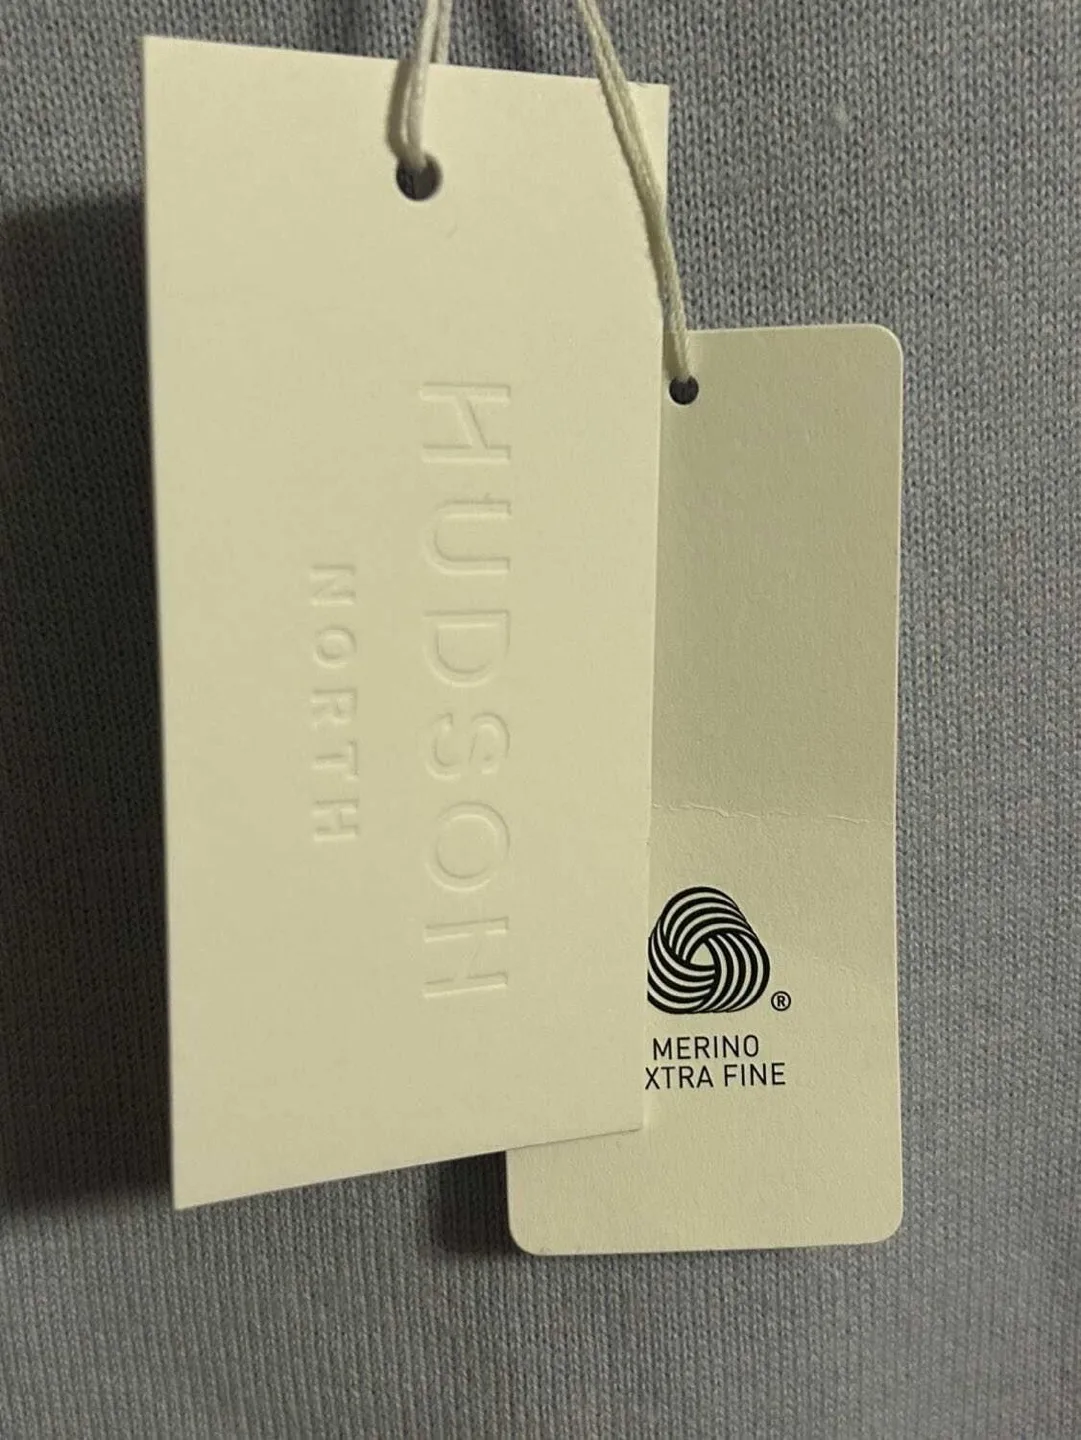 HUDSON
NORTH
MERINO
XTRA FINE
®